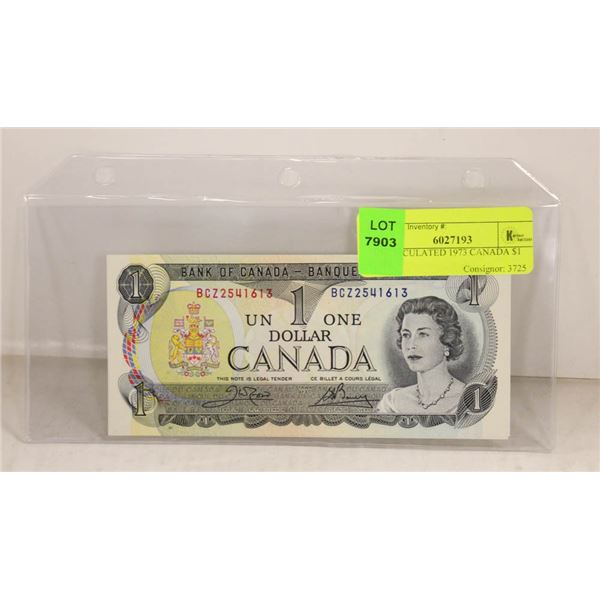 LOT
7903
Inventory #:
6027193
CULATED 1973 CANADA $1
Consignor: 3725
1
BANK OF CANADA – BANQUE
1
BCZ2541613
BCZ2541613
UN 1 ONE
DOLLAR
CANADA
THIS NOTE IS LEGAL TENDER
CE BILLET A COURS LÉGAL
1
1